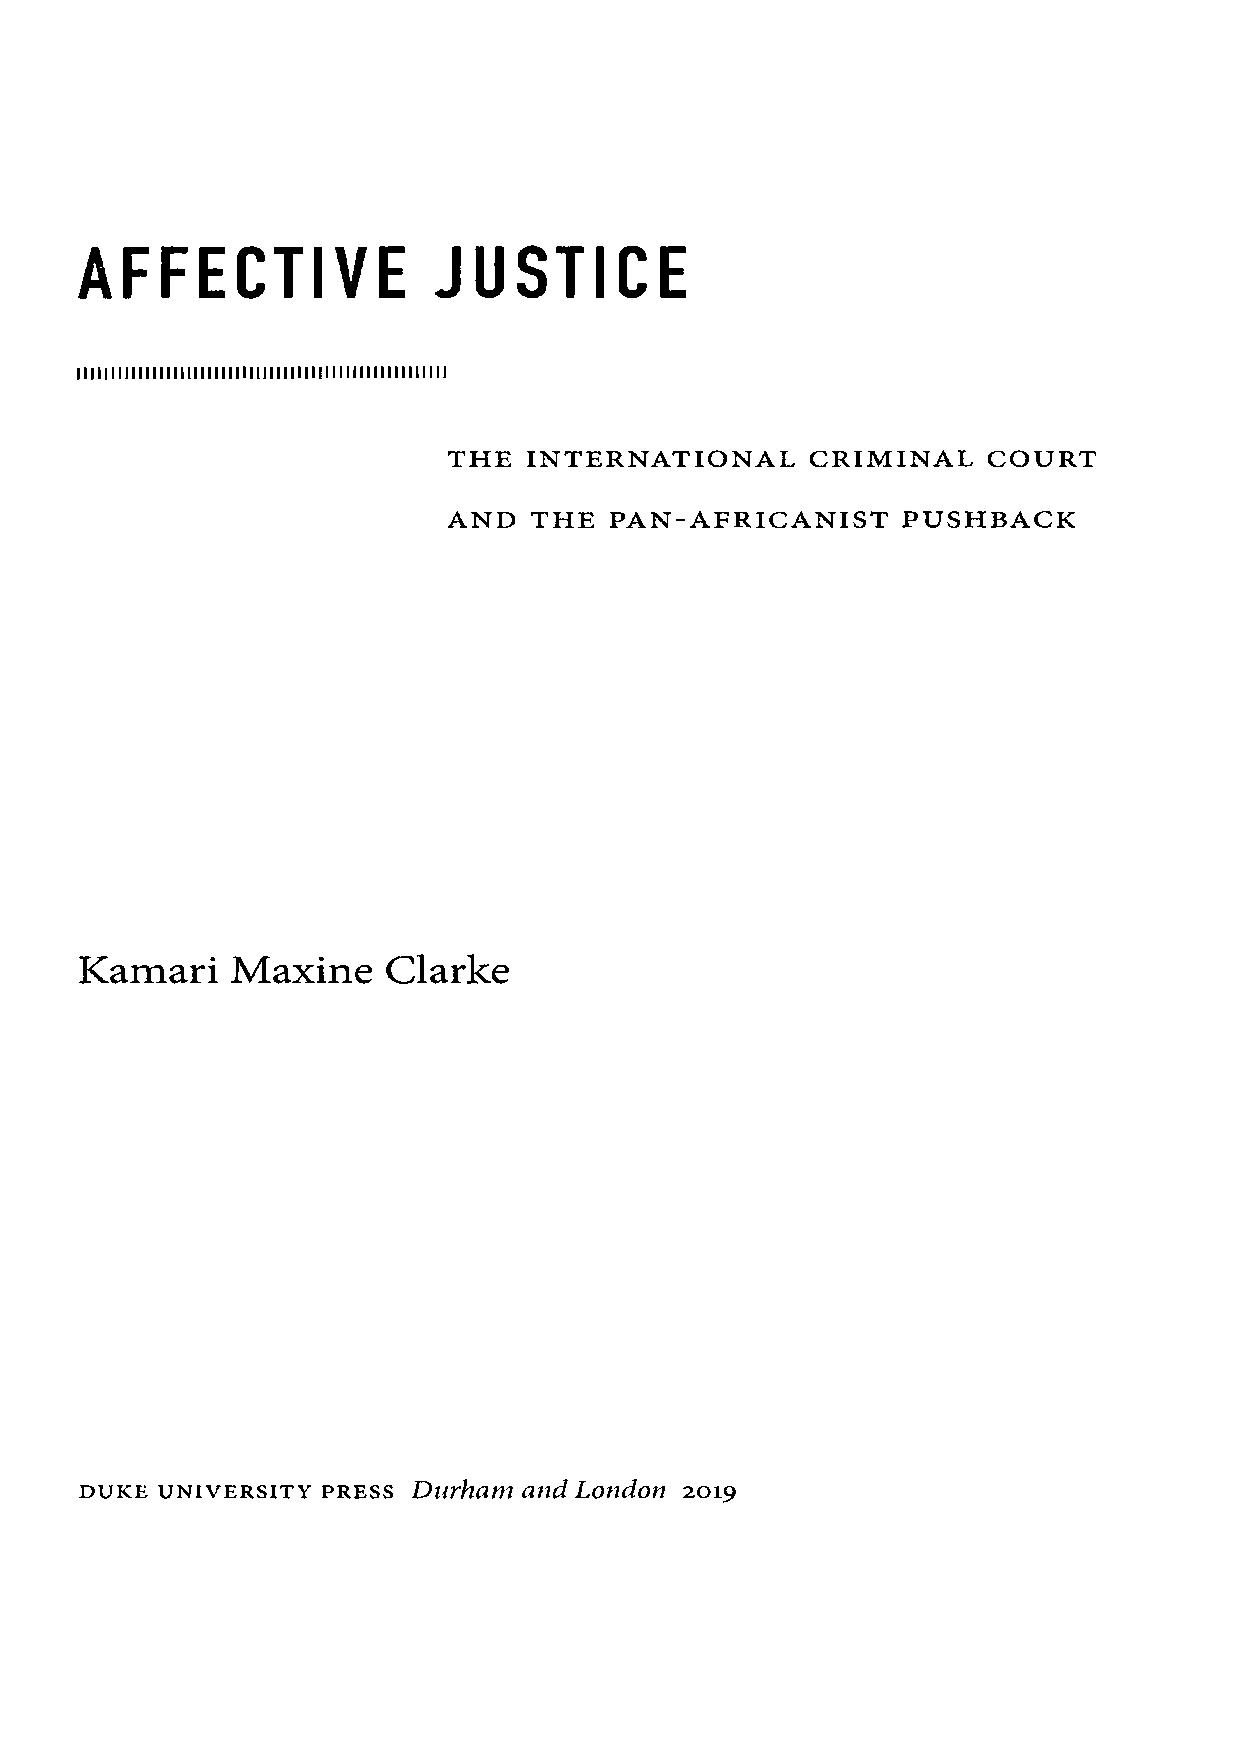 AFFECTIVE JUSTICE
THE INTERNATIONAL CRIMINAL COURT
AND THE PAN-AFRICANIST PUSHBACK
Kamari Maxine Clarke
DUKE UNIVERSITY PRESS Durham and London 2019